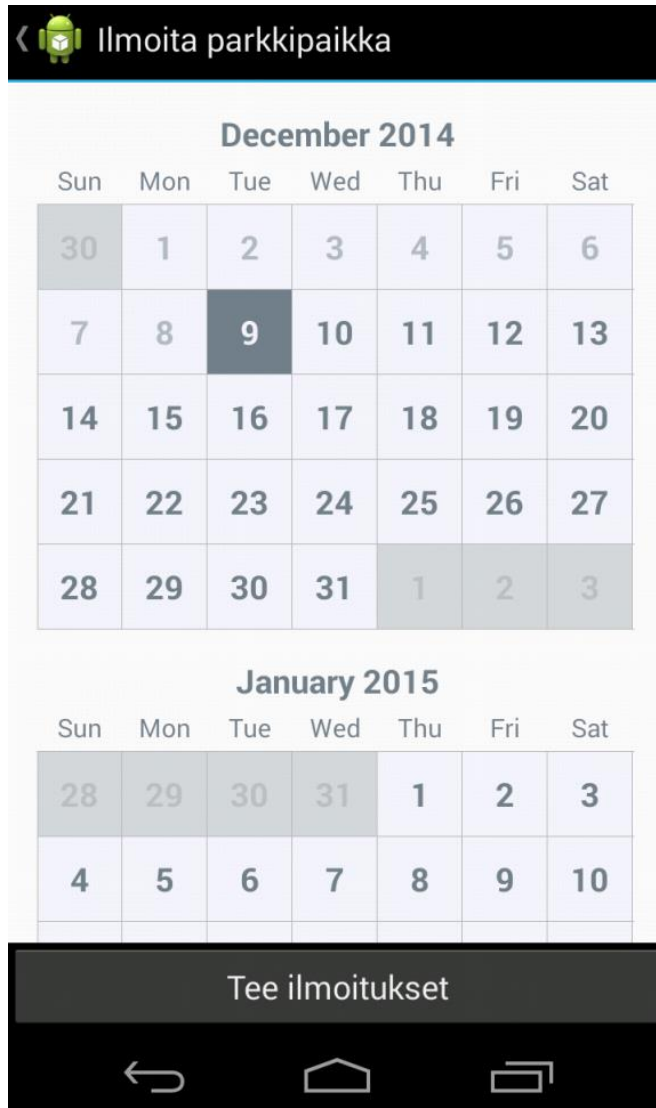 Ilmoita parkkipaikka
December 2014
Sun Mon Tue Wed Thu Fri Sat
30 1 2 3 4 5 6
7 8 9 10 11 12 13
14 15 16 17 18 19 20
21 22 23 24 25 26 27
28 29 30 31 1 2 3
January 2015
Sun Mon Tue Wed Thu Fri Sat
28 29 30 31 1 2 3
4 5 6 7 8 9 10
Tee ilmoitukset